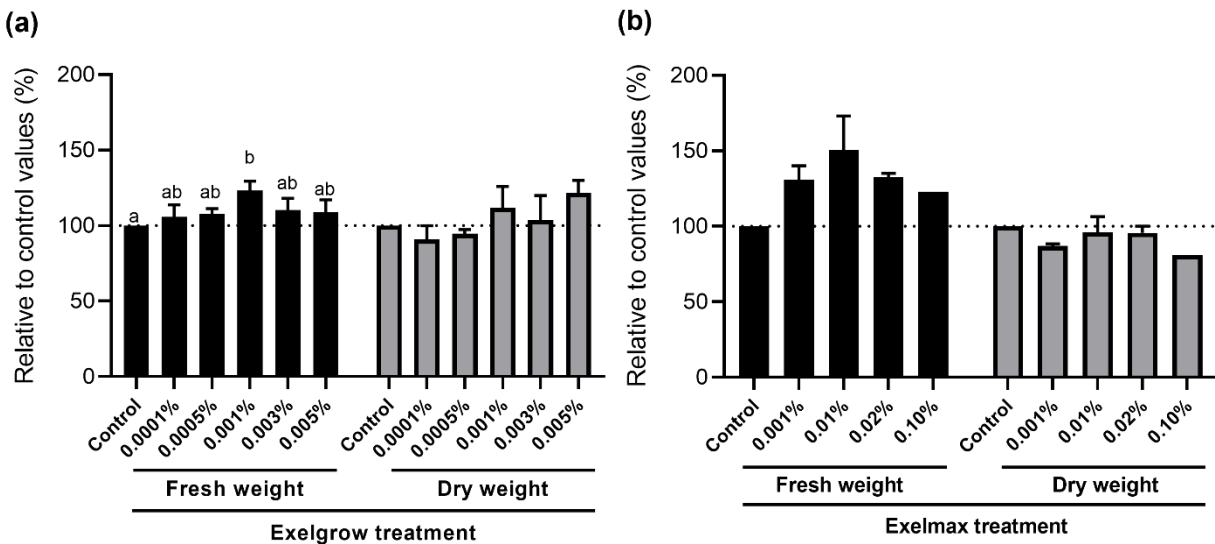 (a)
Relative to control values (%)
200
150
100
50
0
a
ab
ab
b
ab
ab
Control
0.0001%
0.0005%
0.001%
0.003%
0.005%
Control
0.0001%
0.0005%
0.001%
0.003%
0.005%
Fresh weight
Dry weight
Exelgrow treatment
(b)
Relative to control values (%)
200
150
100
50
0
Control
0.001%
0.01%
0.02%
0.10%
Control
0.001%
0.01%
0.02%
0.10%
Fresh weight
Dry weight
Exelmax treatment